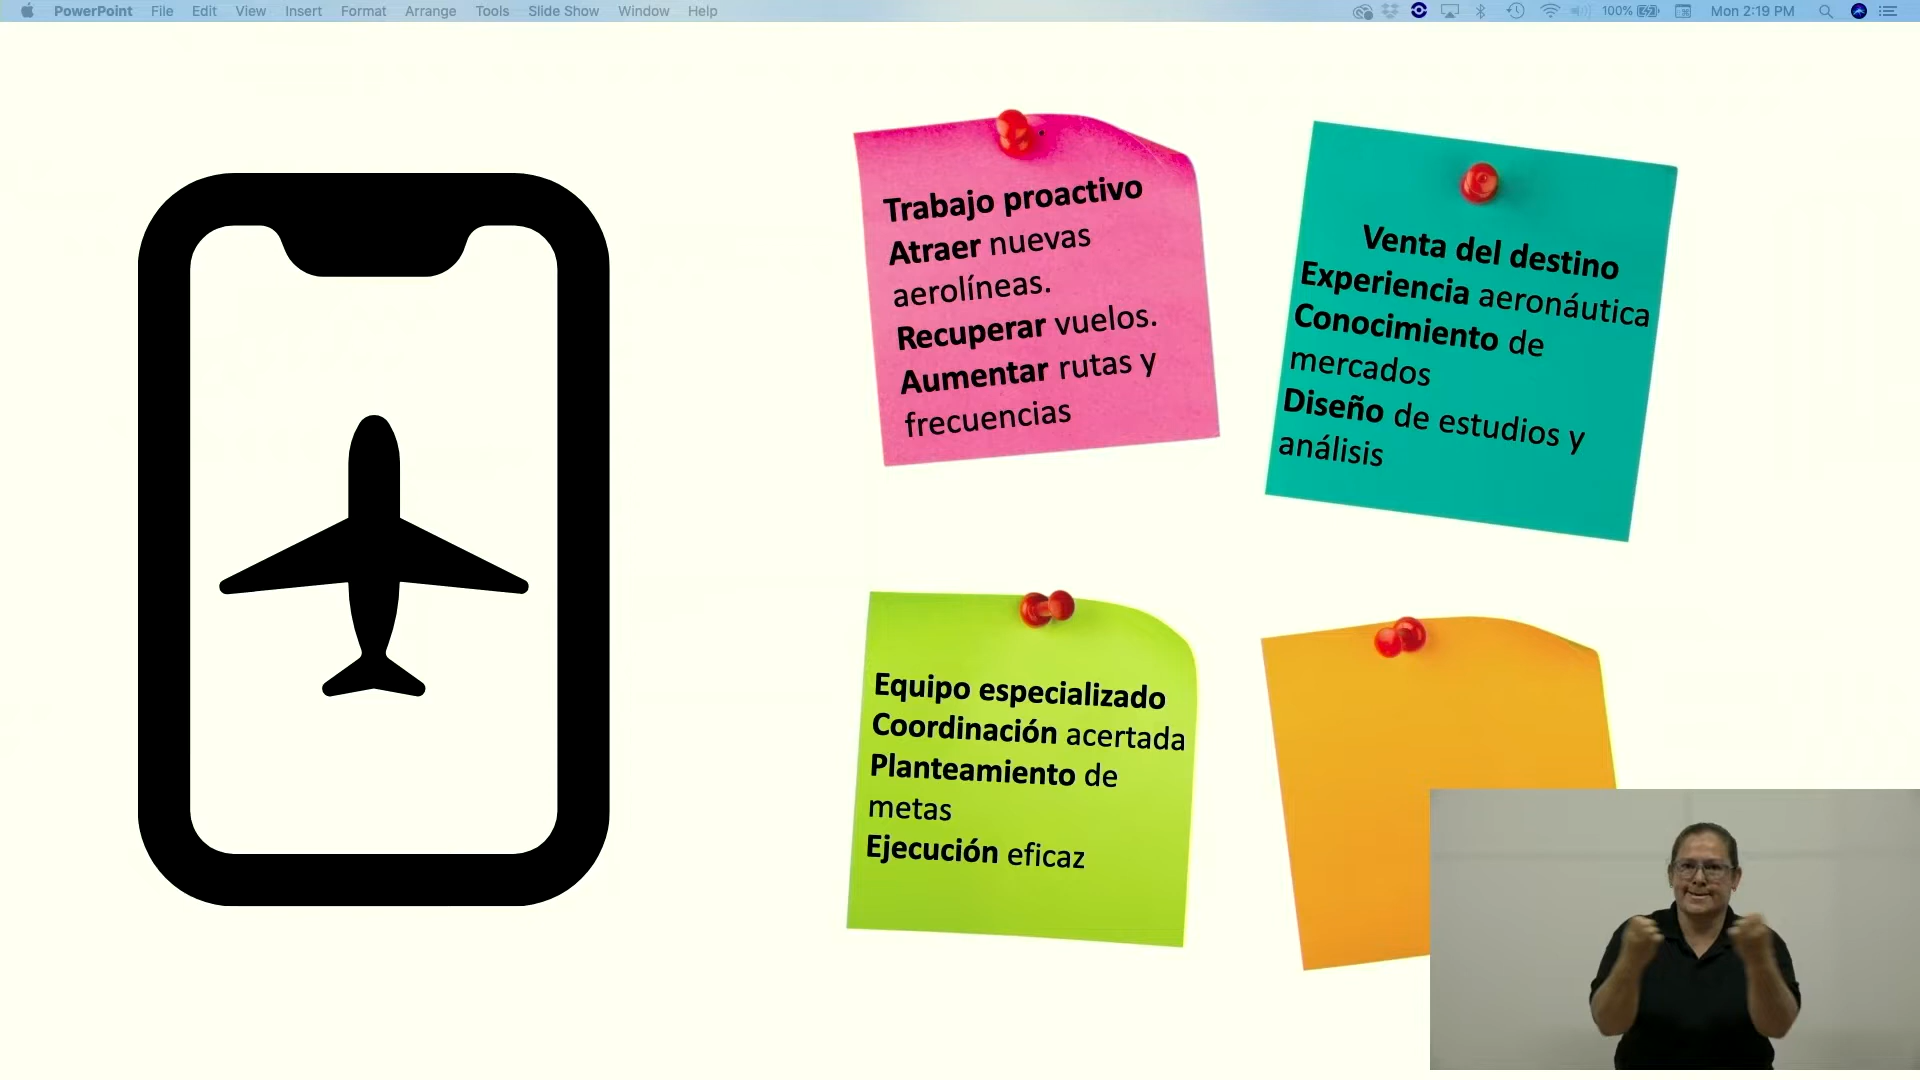 PowerPoint File Edit View Insert Format Arrange Tools Slide Show Window Help 100% Mon 2:19 PM
Trabajo proactivo
Atraer nuevas
aerolíneas.
Recuperar vuelos.
Aumentar rutas y
frecuencias
Venta del destino
Experiencia aeronáutica
Conocimiento de
mercados
Diseño de estudios y
análisis
Equipo especializado
Coordinación acertada
Planteamiento de
metas
Ejecución eficaz